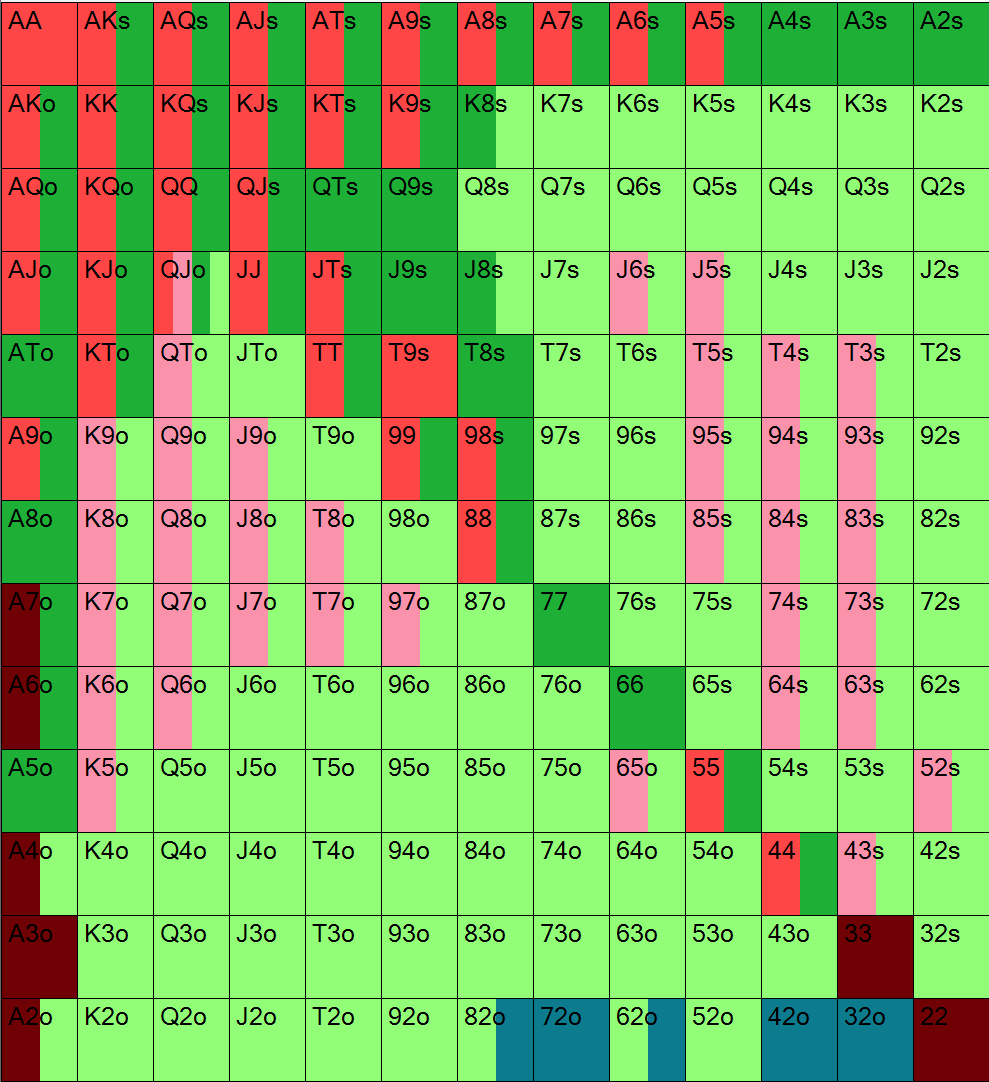 AA AKs AQs AJs ATs A9s A8s A7s A6s A5s A4s A3s A2s
AKo KK KQs KJs KTs K9s K8s K7s K6s K5s K4s K3s K2s
AQo KQo QQ QJs QTs Q9s Q8s Q7s Q6s Q5s Q4s Q3s Q2s
AJo KJo QJo JJ JTs J9s J8s J7s J6s J5s J4s J3s J2s
ATo KTo QTo JTo TT T9s T8s T7s T6s T5s T4s T3s T2s
A9o K9o Q9o J9o T9o 99 98s 97s 96s 95s 94s 93s 92s
A8o K8o Q8o J8o T8o 98o 88 87s 86s 85s 84s 83s 82s
A7o K7o Q7o J7o T7o 97o 87o 77 76s 75s 74s 73s 72s
A6o K6o Q6o J6o T6o 96o 86o 76o 66 65s 64s 63s 62s
A5o K5o Q5o J5o T5o 95o 85o 75o 65o 55 54s 53s 52s
A4o K4o Q4o J4o T4o 94o 84o 74o 64o 54o 44 43s 42s
A3o K3o Q3o J3o T3o 93o 83o 73o 63o 53o 43o 33 32s
A2o K2o Q2o J2o T2o 92o 82o 72o 62o 52o 42o 32o 22